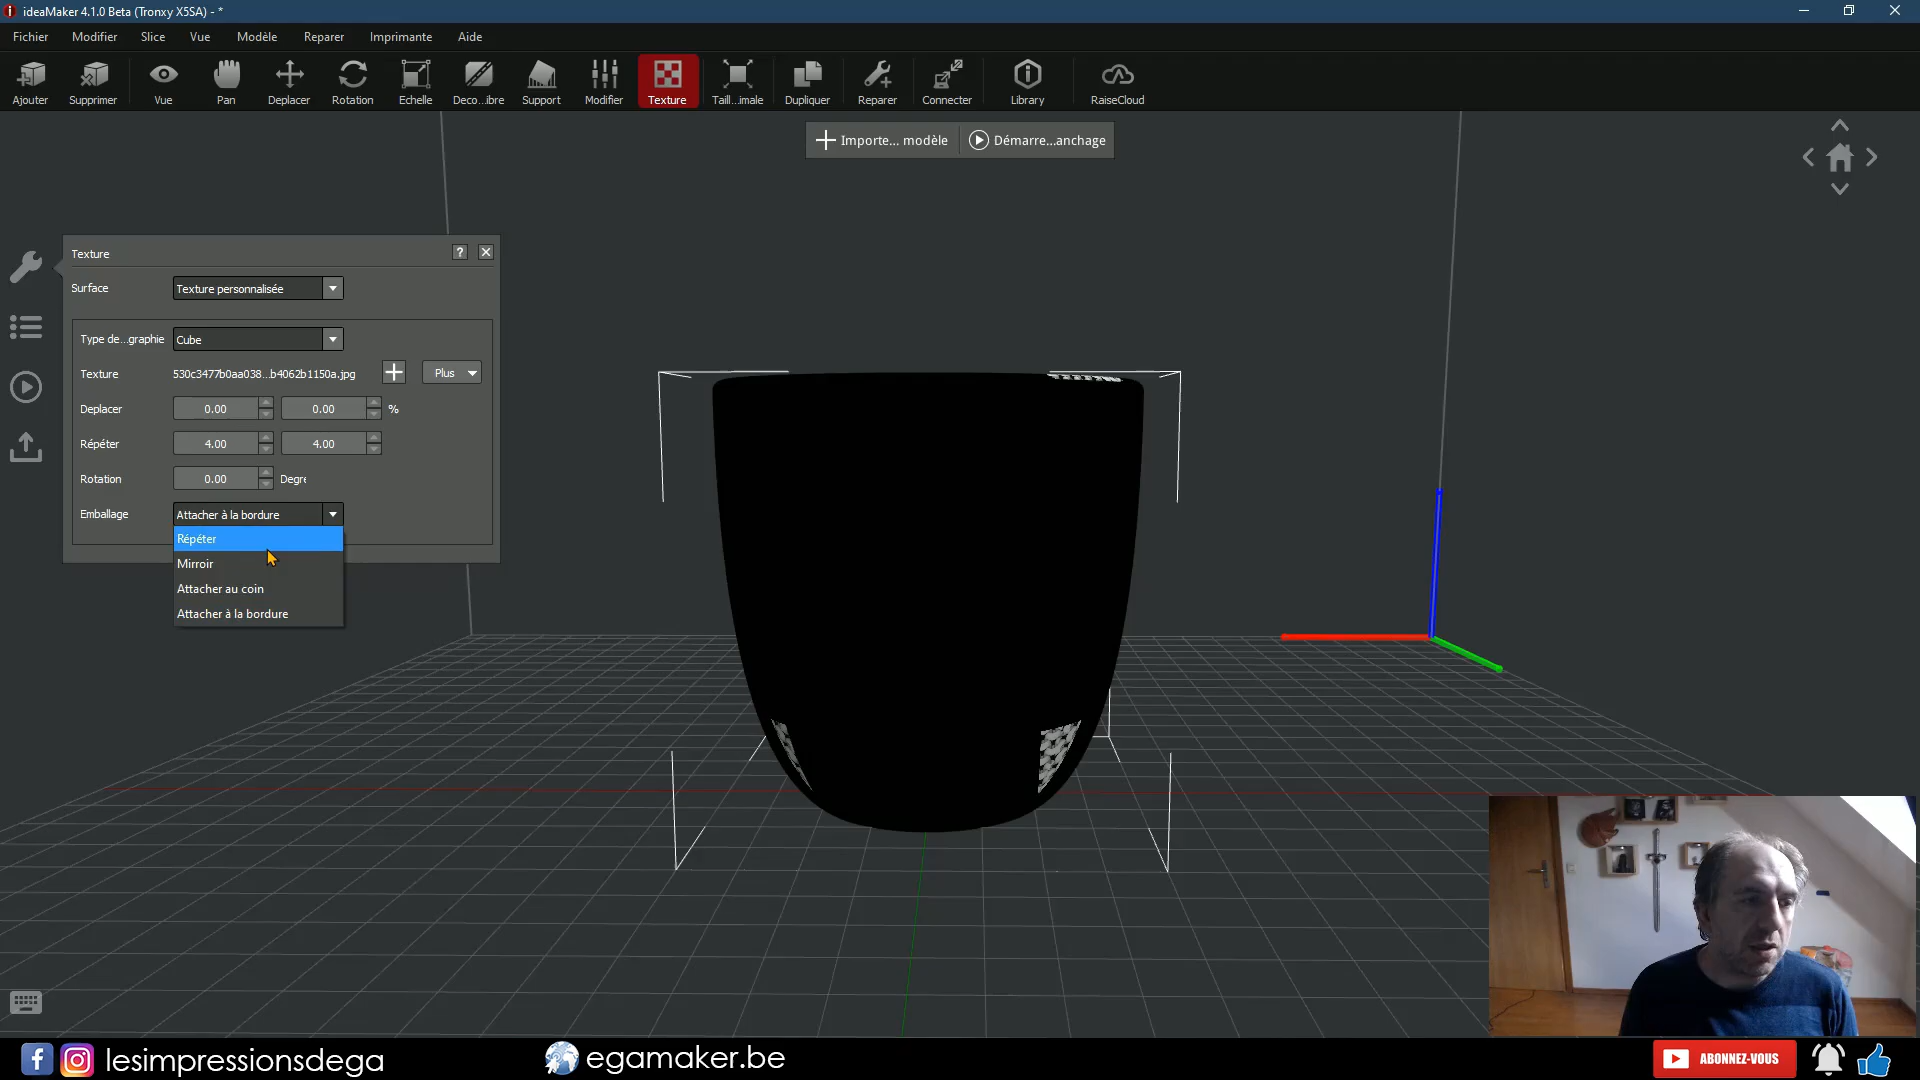 ideaMaker 4.1.0 Beta (Tronxy X5SA) - *
Fichier Modifier Slice Vue Modèle Reparer Imprimante Aide
Ajouter Supprimer Vue Pan Deplacer Rotation Echelle Deco...ibre Support Modifier Texture Taill...imale Dupliquer Reparer Connecter Library RaiseCloud
Importe... modèle Démarre...anchage
Texture ?
Surface Texture personnalisée
Type de...graphie Cube
Texture 530c3477b0aa038...b4062b1150a.jpg Plus
Deplacer 0.00 0.00 %
Répéter 4.00 4.00
Rotation 0.00 Degre
Emballage Attacher à la bordure
Répéter
Mirroir
Attacher au coin
Attacher à la bordure
lesimpressionsdega egamaker.be ABONNEZ-VOUS